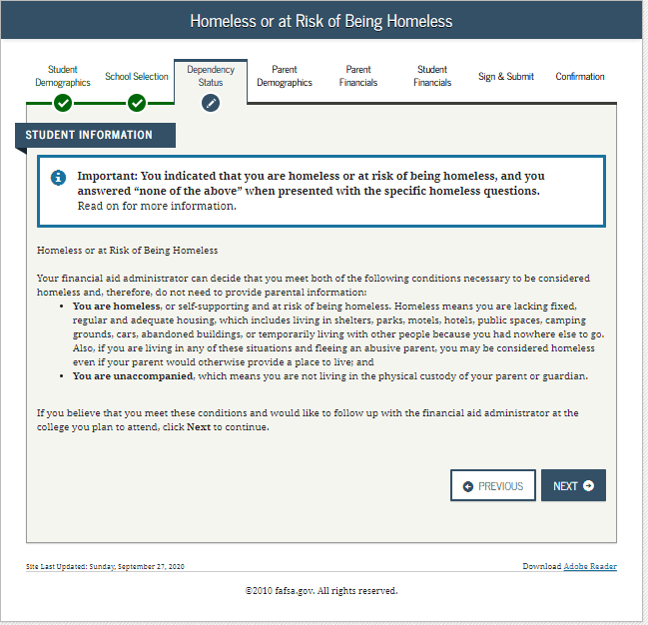 Homeless or at Risk of Being Homeless
Student Demographics
School Selection
Dependency Status
Parent Demographics
Parent Financials
Student Financials
Sign & Submit
Confirmation
STUDENT INFORMATION
Important: You indicated that you are homeless or at risk of being homeless, and you
answered “none of the above” when presented with the specific homeless questions.
Read on for more information.
Homeless or at Risk of Being Homeless
Your financial aid administrator can decide that you meet both of the following conditions necessary to be considered
homeless and, therefore, do not need to provide parental information:
• You are homeless, or self-supporting and at risk of being homeless. Homeless means you are lacking fixed,
regular and adequate housing, which includes living in shelters, parks, motels, hotels, public spaces, camping
grounds, cars, abandoned buildings, or temporarily living with other people because you had nowhere else to go.
Also, if you are living in any of these situations and fleeing an abusive parent, you may be considered homeless
even if your parent would otherwise provide a place to live; and
• You are unaccompanied, which means you are not living in the physical custody of your parent or guardian.
If you believe that you meet these conditions and would like to follow up with the financial aid administrator at the
college you plan to attend, click Next to continue.
PREVIOUS
NEXT
Site Last Updated: Sunday, September 27, 2020
Download Adobe Reader
©2010 fafsa.gov. All rights reserved.